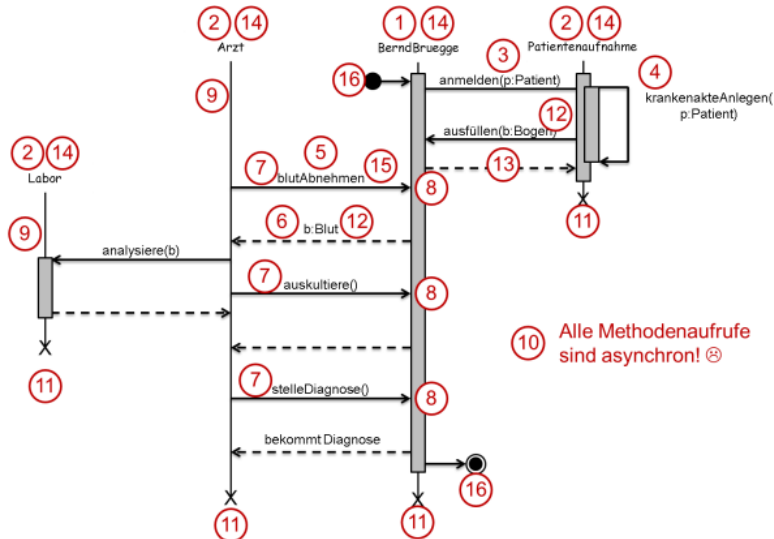 1 14
2 14
2 14
Arzt
BerndBruegge
Patientenaufnahme
3
4
16
anmelden(p:Patient)
9
krankenakteAnlegen(
p:Patient)
12
ausfüllen(b:Bogen)
5
2 14
7 blutAbnehmen 15
13
8
Labor
11
6 b:Blut 12
9
analysiere(b)
7 auskultiere()
8
10 Alle Methodenaufrufe
sind asynchron! ☹
X
11
7 stelleDiagnose()
8
bekommt Diagnose
16
X
X
X
11
11